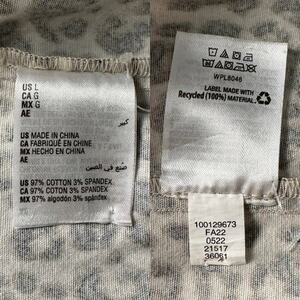 US L
CA G
MX G
AE كبير
US MADE IN CHINA
CA FABRIQUÉ EN CHINE
MX HECHO EN CHINA
AE صنع في الصين
US 97% COTTON 3% SPANDEX
CA 97% COTON 3% SPANDEX
MX 97% algodón 3% spandex
WPL8046
LABEL MADE WITH
Recycled (100%) MATERIAL
100129673
FA22
0522
21517
36061